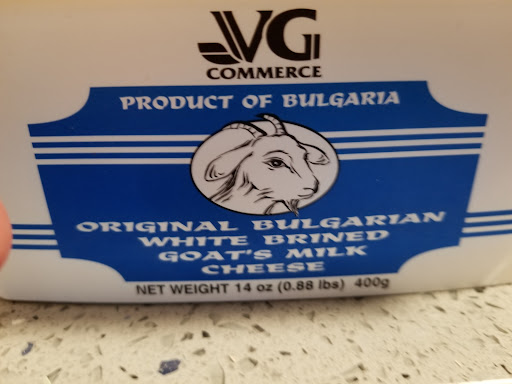 VG
COMMERCE
PRODUCT OF BULGARIA
ORIGINAL BULGARIAN
WHITE BRINED
GOAT'S MILK
CHEESE
NET WEIGHT 14 oz (0.88 lbs) 400g